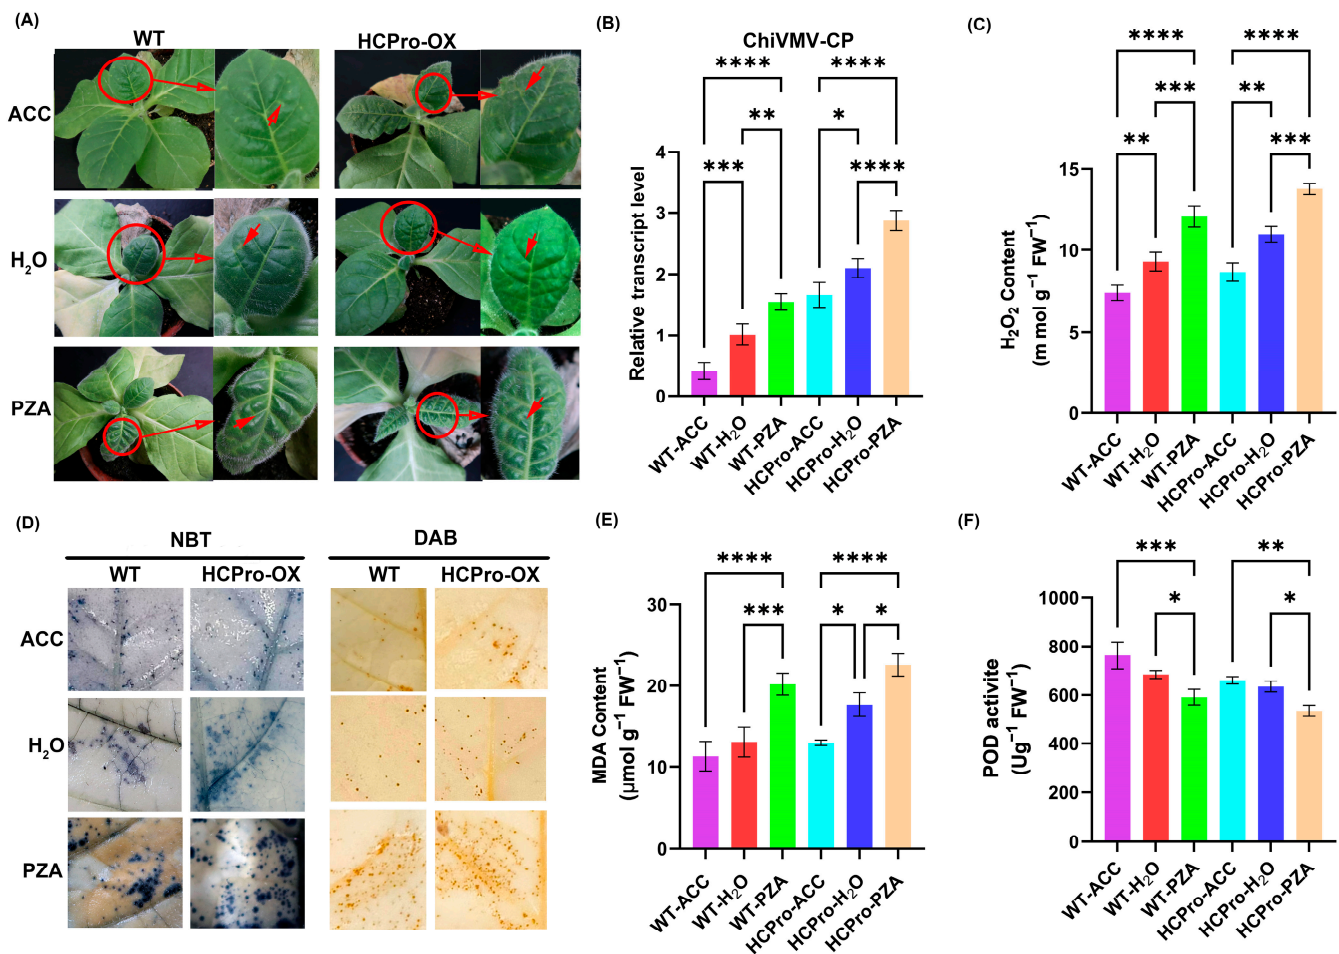 (A)
WT
HCPro-OX
ACC
H2O
PZA
(B)
ChiVMV-CP
**** ****
** *
*** ****
Relative transcript level
4
3
2
1
0
WT-ACC
WT-H2O
WT-PZA
HCPro-ACC
HCPro-H2O
HCPro-PZA
(C)
**** ****
*** **
** ***
H2O2 Content
(m mol g−1 FW−1)
15
10
5
0
WT-ACC
WT-H2O
WT-PZA
HCPro-ACC
HCPro-H2O
HCPro-PZA
(D)
NBT
DAB
WT
HCPro-OX
WT
HCPro-OX
ACC
H2O
PZA
(E)
**** ****
*** * *
MDA Content
(μmol g−1 FW−1)
30
20
10
0
WT-ACC
WT-H2O
WT-PZA
HCPro-ACC
HCPro-H2O
HCPro-PZA
(F)
*** **
* *
POD activite
(Ug−1 FW−1)
1000
800
600
400
200
0
WT-ACC
WT-H2O
WT-PZA
HCPro-ACC
HCPro-H2O
HCPro-PZA